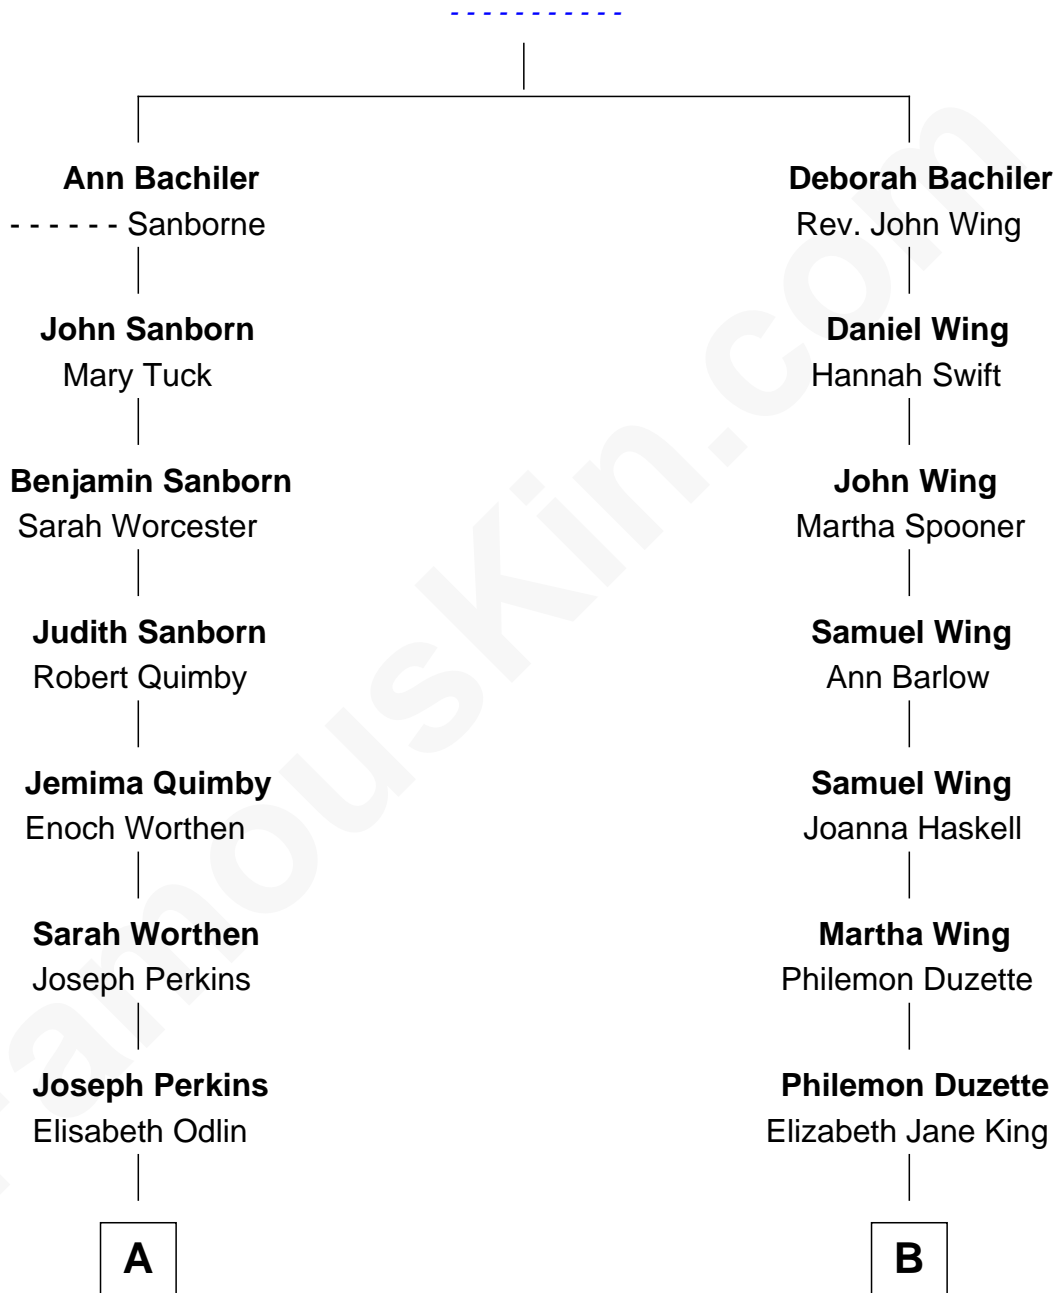 - - - - - - - - - - -
Ann Bachiler
- - - - - - Sanborne
John Sanborn
Mary Tuck
Benjamin Sanborn
Sarah Worcester
Judith Sanborn
Robert Quimby
Jemima Quimby
Enoch Worthen
Sarah Worthen
Joseph Perkins
Joseph Perkins
Elisabeth Odlin
A
Deborah Bachiler
Rev. John Wing
Daniel Wing
Hannah Swift
John Wing
Martha Spooner
Samuel Wing
Ann Barlow
Samuel Wing
Joanna Haskell
Martha Wing
Philemon Duzette
Philemon Duzette
Elizabeth Jane King
B
FamousKin.com